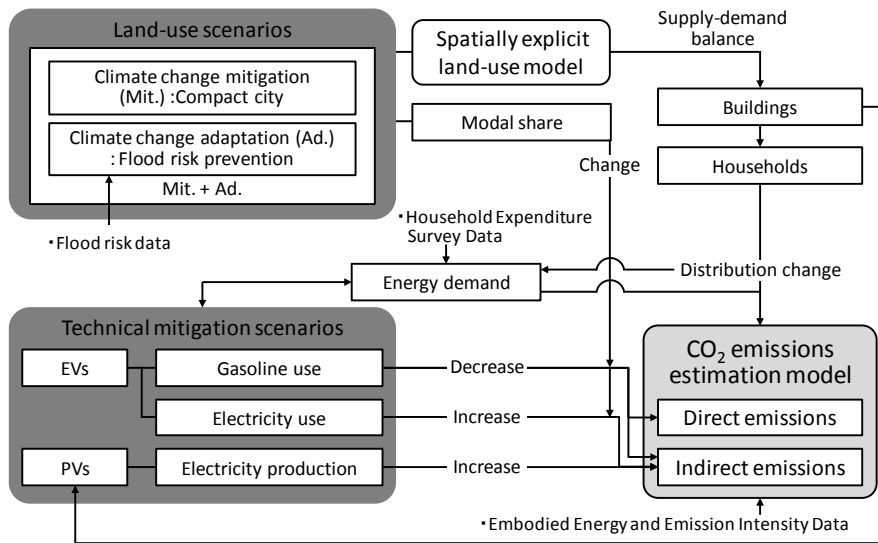 Land-use scenarios
Climate change mitigation
(Mit.) :Compact city
Climate change adaptation (Ad.)
: Flood risk prevention
Mit. + Ad.
・Flood risk data
Spatially explicit
land-use model
Modal share
Supply-demand
balance
Buildings
Households
Change
・Household Expenditure
Survey Data
Energy demand
Distribution change
Technical mitigation scenarios
EVs
Gasoline use
Electricity use
PVs
Electricity production
Decrease
Increase
Increase
CO₂ emissions
estimation model
Direct emissions
Indirect emissions
・Embodied Energy and Emission Intensity Data